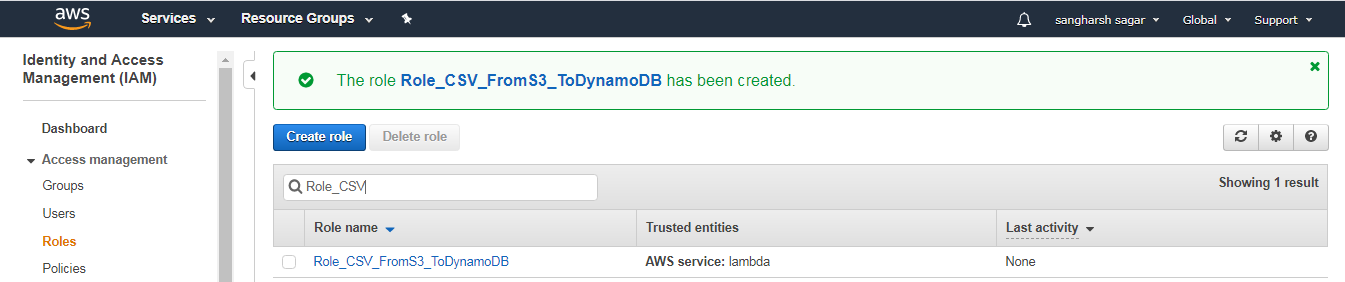 aws Services Resource Groups sangharsh sagar Global Support
Identity and Access
Management (IAM)
Dashboard
Access management
Groups
Users
Roles
Policies
The role Role_CSV_FromS3_ToDynamoDB has been created.
Create role Delete role
Role_CSV
Showing 1 result
Role name Trusted entities Last activity
Role_CSV_FromS3_ToDynamoDB AWS service: lambda None